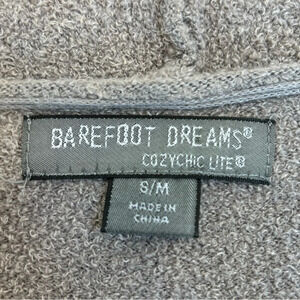 BAREFOOT DREAMS®
COZYCHIC LITE®
S/M
MADE IN
CHINA